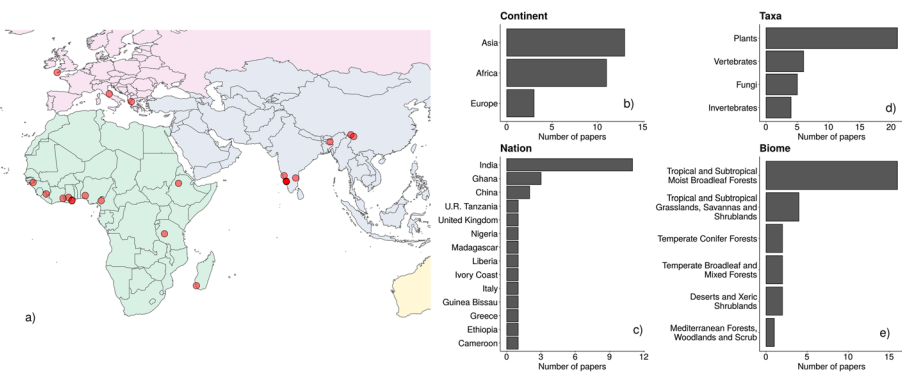 a)
Continent
Asia
Africa
Europe
b)
0
5
10
15
Number of papers
Taxa
Plants
Vertebrates
Fungi
Invertebrates
d)
0
5
10
15
20
Number of papers
Nation
India
Ghana
China
U.R. Tanzania
United Kingdom
Nigeria
Madagascar
Liberia
Ivory Coast
Italy
Guinea Bissau
Greece
Ethiopia
Cameroon
c)
0
3
6
9
12
Number of papers
Biome
Tropical and Subtropical
Moist Broadleaf Forests
Tropical and Subtropical
Grasslands, Savannas and
Shrublands
Temperate Conifer Forests
Temperate Broadleaf and
Mixed Forests
Deserts and Xeric
Shrublands
Mediterranean Forests,
Woodlands and Scrub
e)
0
5
10
15
Number of papers